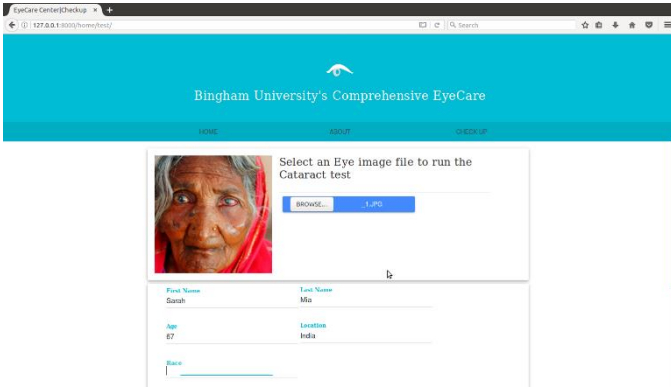 EyeCare Center|Checkup
127.0.0.1:8000/home/test/
Search
Bingham University's Comprehensive EyeCare
HOME
ABOUT
CHECK UP
Select an Eye image file to run the
Cataract test
BROWSE...
_1.JPG
First Name
Last Name
Sarah
Mia
Age
Location
67
India
Race